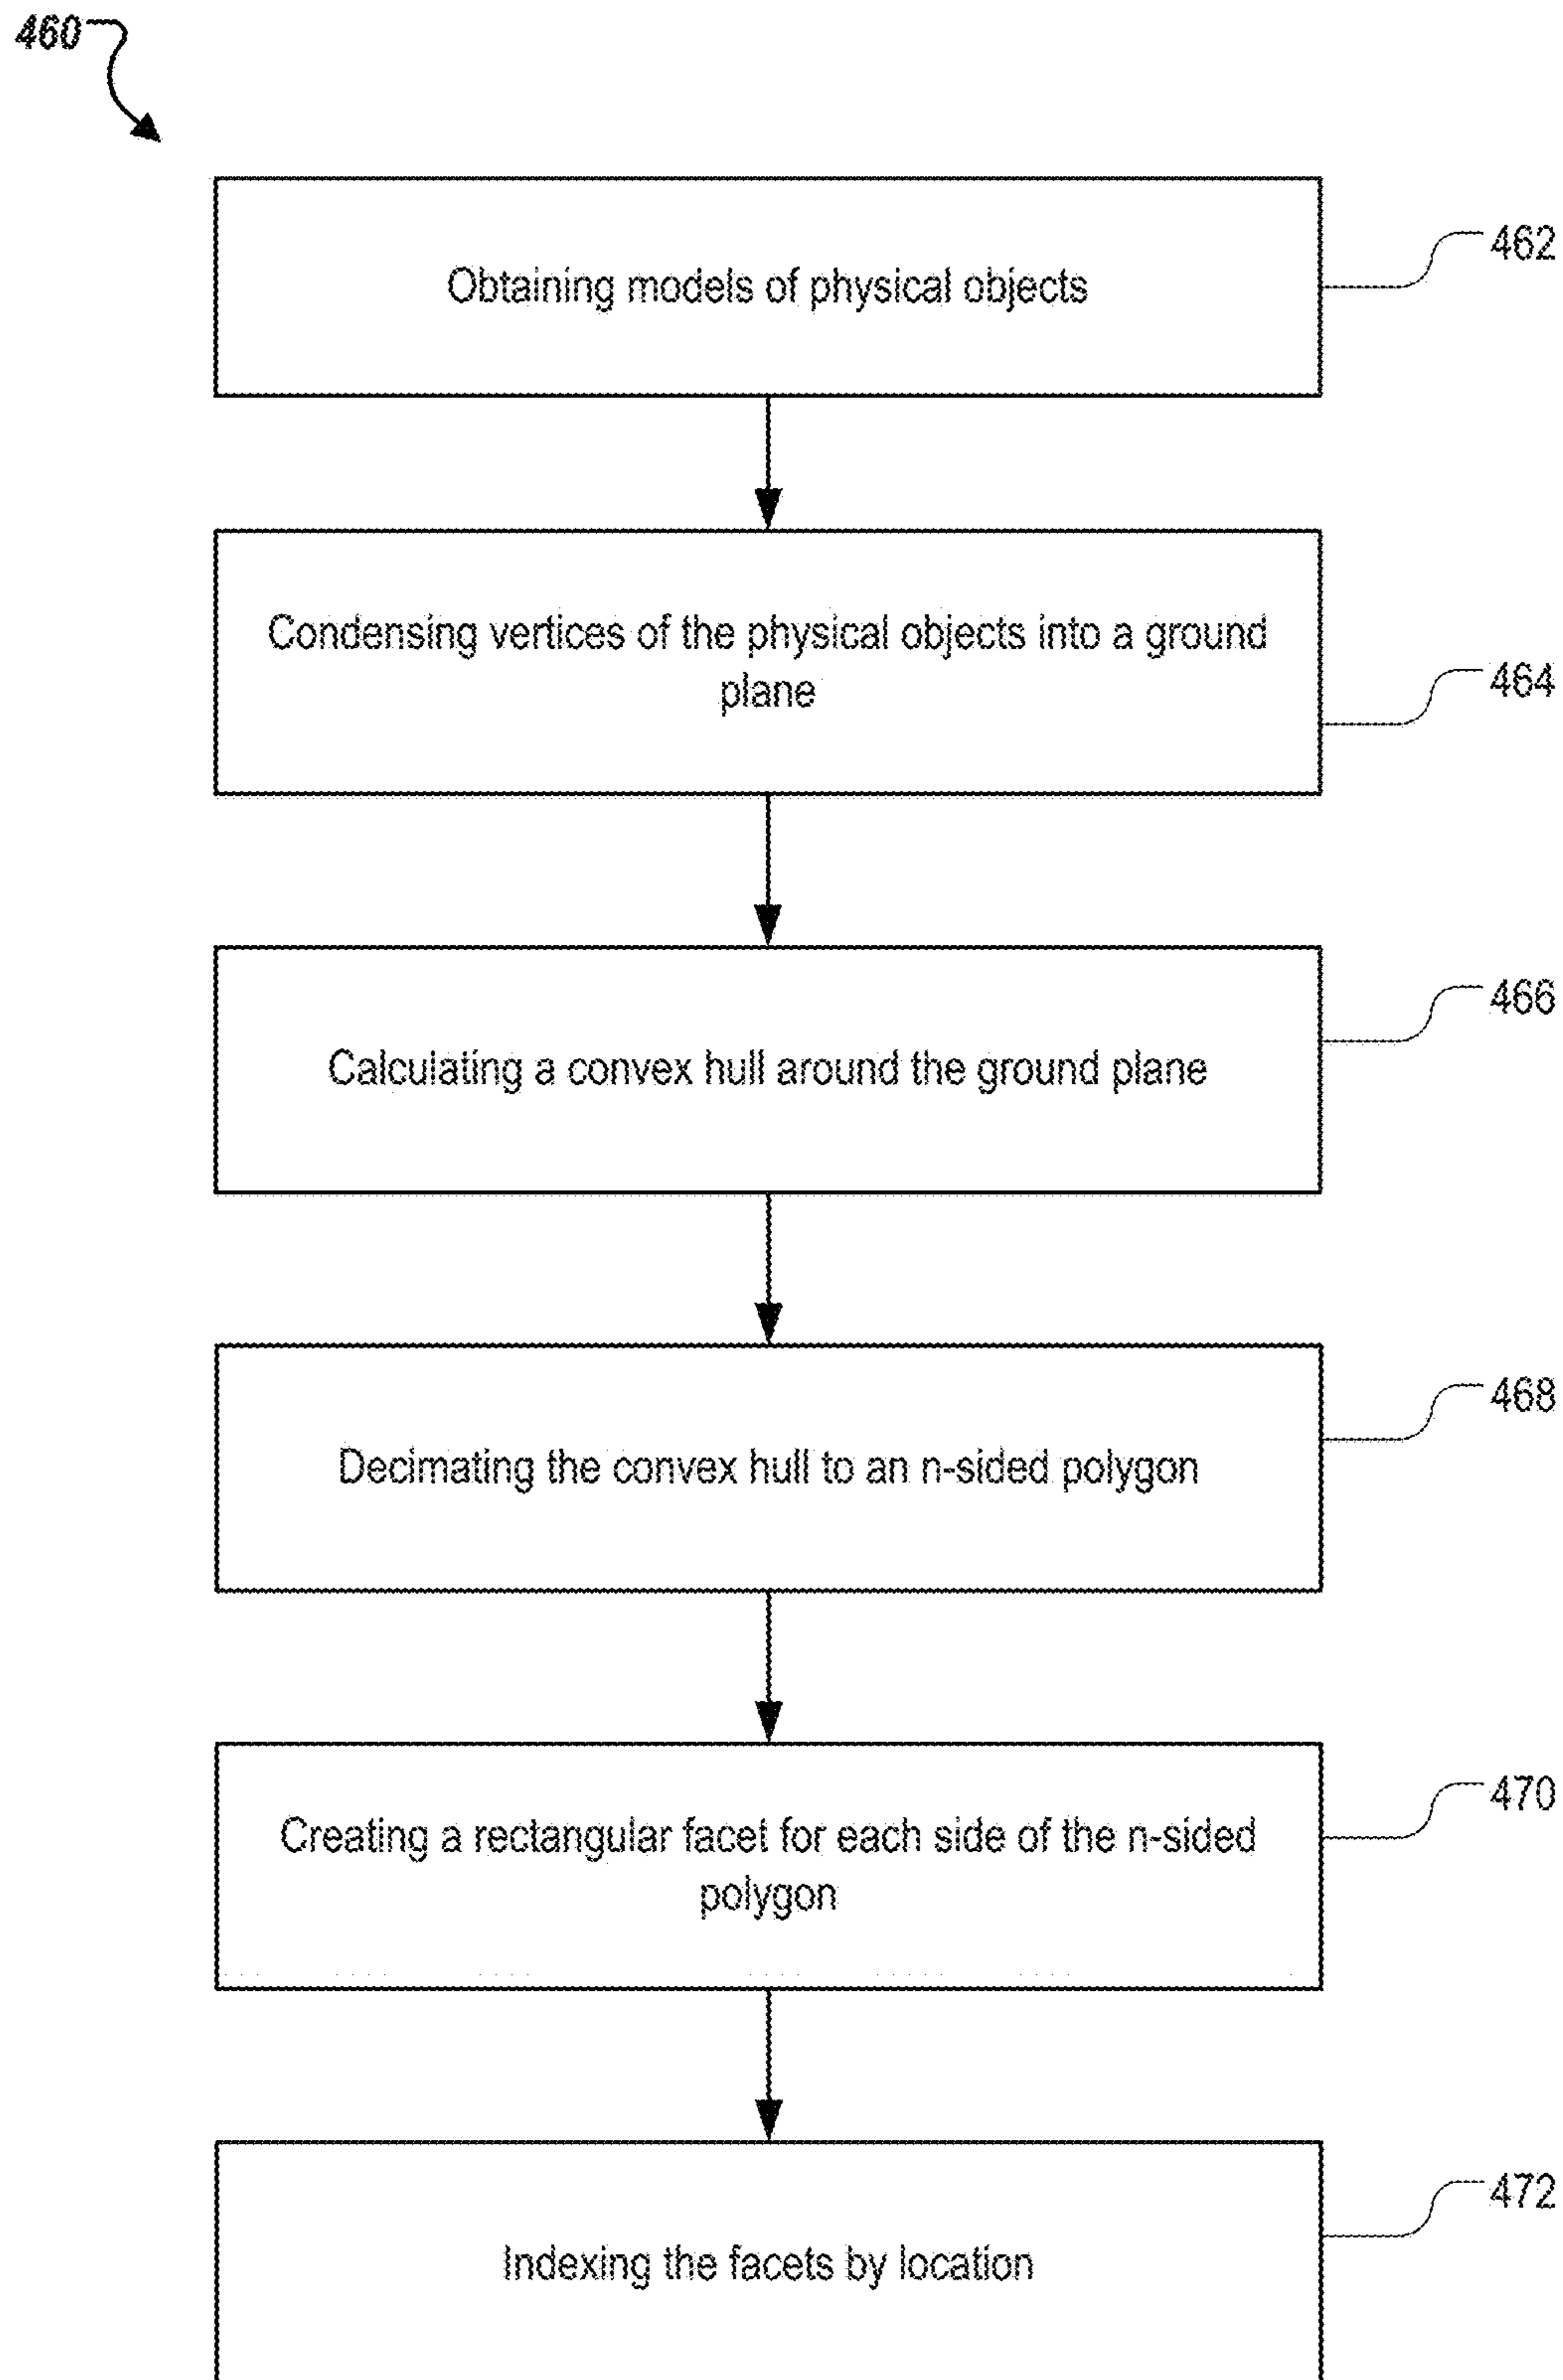 460
Obtaining models of physical objects
462
Condensing vertices of the physical objects into a ground
plane
464
Calculating a convex hull around the ground plane
466
Decimating the convex hull to an n-sided polygon
468
Creating a rectangular facet for each side of the n-sided
polygon
470
Indexing the facets by location
472